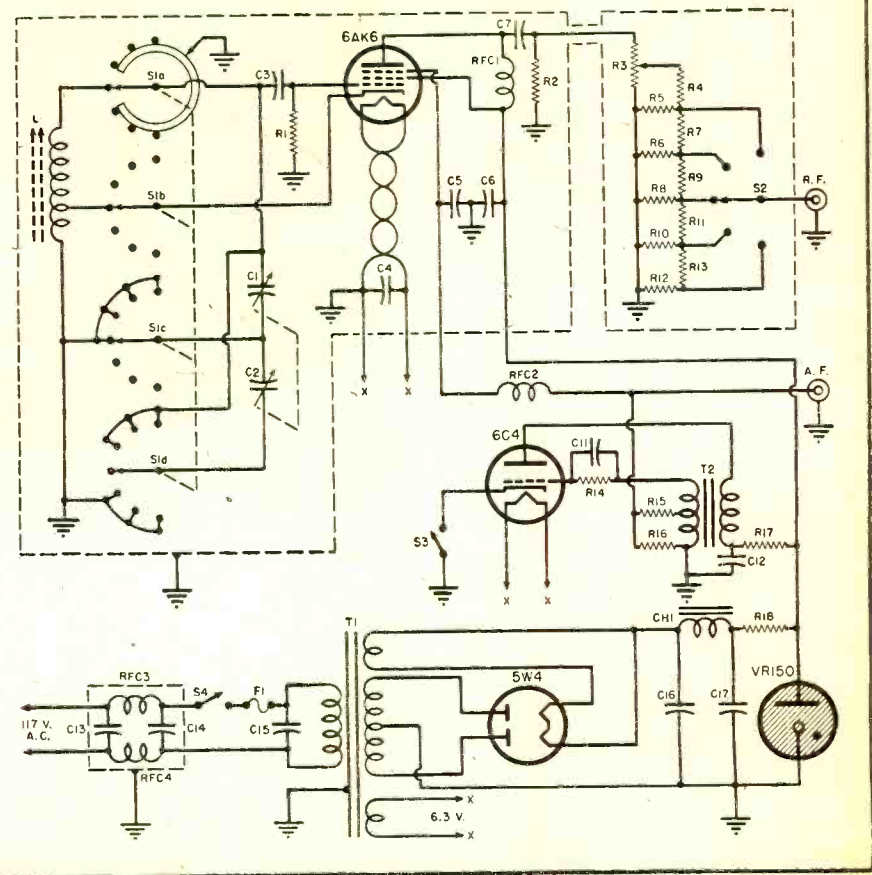 C7
6AK6
RFC1
R2
R3
R4
R5
R7
R6
R9
R8
S2
R.F.
R11
R10
R13
R12
L
S1a
C3
R1
S1b
C5
C6
C4
C1
S1c
C2
X
X
RFC2
A.F.
S1d
6C4
C11
R14
T2
R15
R16
R17
C12
S3
X
X
T1
CH1
R18
VR150
RFC3
S4
F1
5W4
C16
C17
117 V.
A.C.
C13
C14
C15
RFC4
X
6.3 V.
X